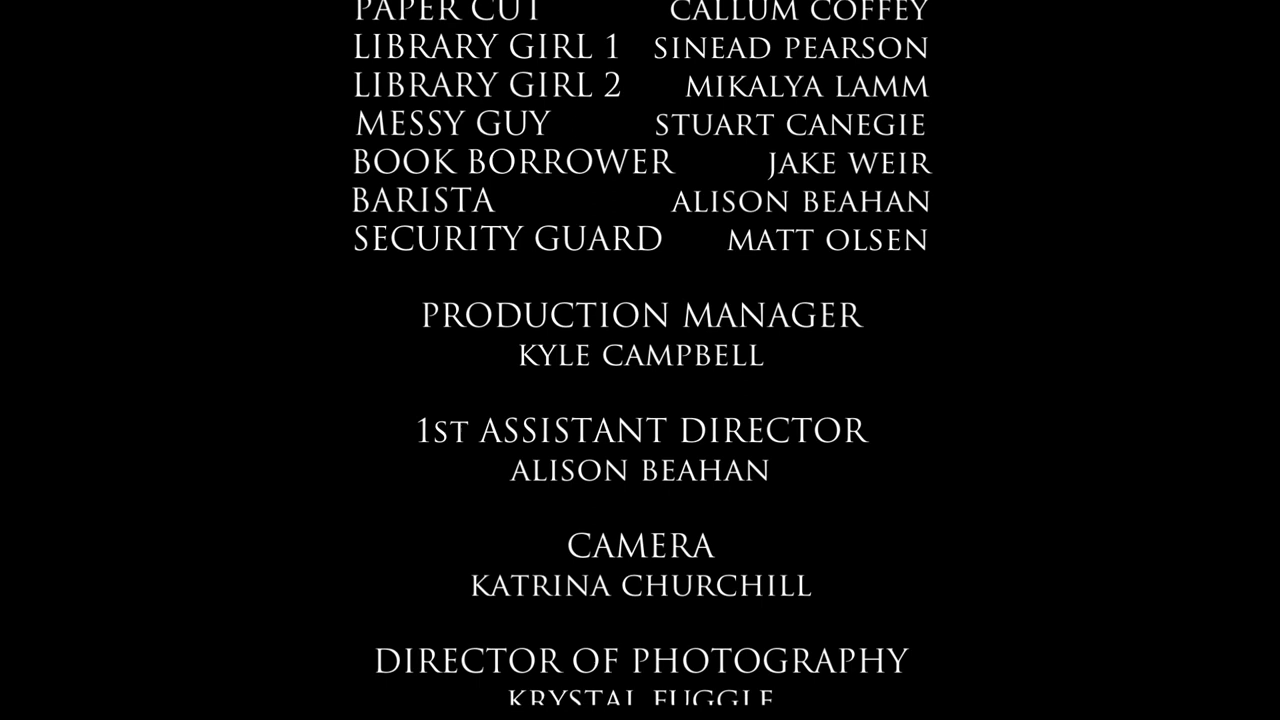 PAPER CUT CALLUM COFFEY
LIBRARY GIRL 1 SINEAD PEARSON
LIBRARY GIRL 2 MIKALYA LAMM
MESSY GUY STUART CANEGIE
BOOK BORROWER JAKE WEIR
BARISTA ALISON BEAHAN
SECURITY GUARD MATT OLSEN
PRODUCTION MANAGER
KYLE CAMPBELL
1ST ASSISTANT DIRECTOR
ALISON BEAHAN
CAMERA
KATRINA CHURCHILL
DIRECTOR OF PHOTOGRAPHY
KRYSTAL FUGGLE